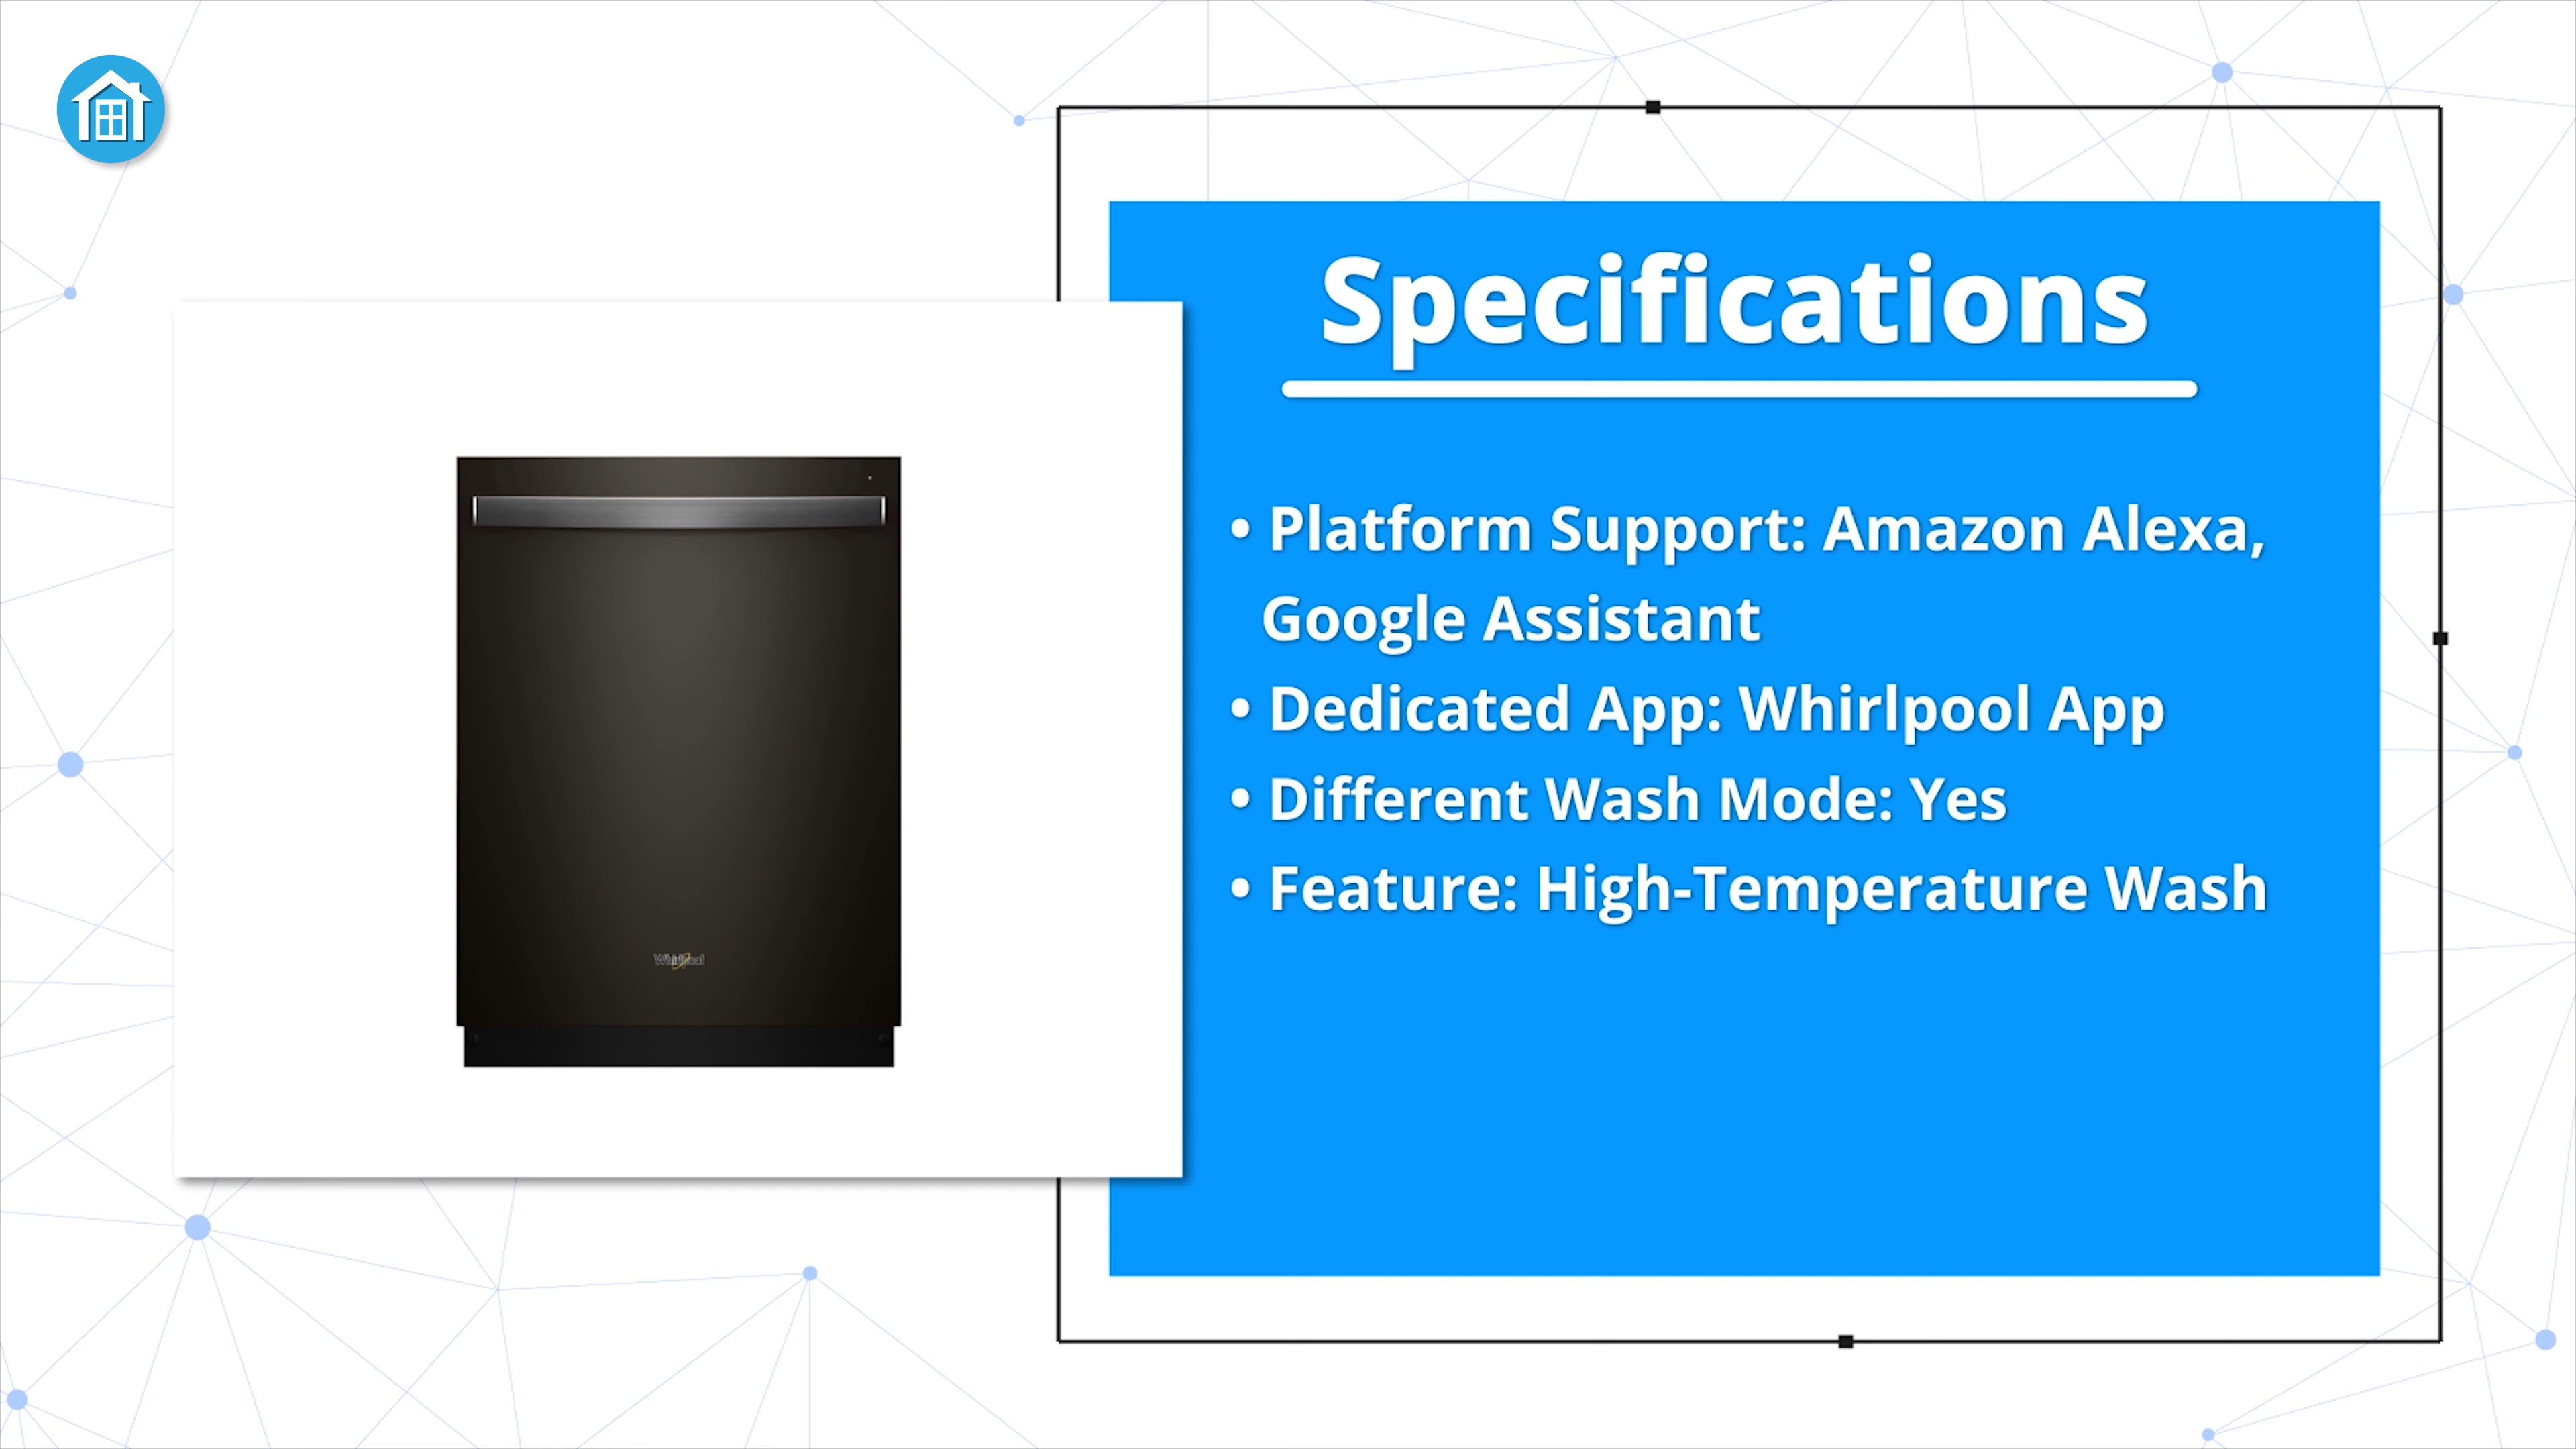 Specifications
• Platform Support: Amazon Alexa,
Google Assistant
• Dedicated App: Whirlpool App
• Different Wash Mode: Yes
• Feature: High-Temperature Wash
Whirlpool